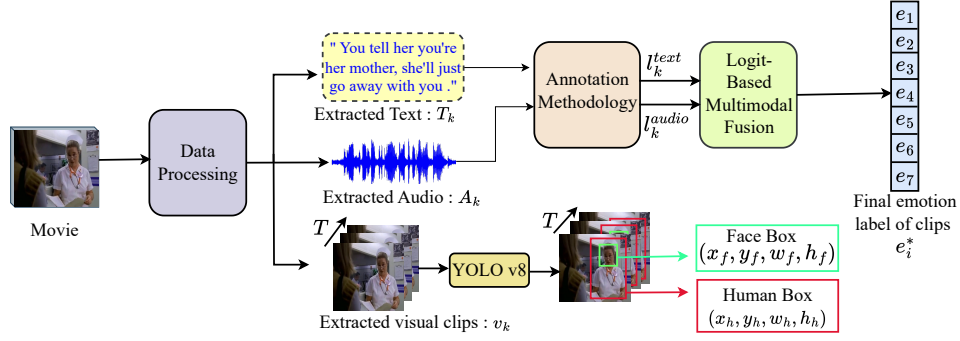 Movie
Data
Processing
" You tell her you're
her mother, she'll just
go away with you ."
Extracted Text : T_k
Extracted Audio : A_k
T
Extracted visual clips : v_k
YOLO v8
T
Annotation
Methodology
l_k^{text}
l_k^{audio}
Logit-
Based
Multimodal
Fusion
e_1
e_2
e_3
e_4
e_5
e_6
e_7
Final emotion
label of clips
e_i^*
Face Box
(x_f, y_f, w_f, h_f)
Human Box
(x_h, y_h, w_h, h_h)